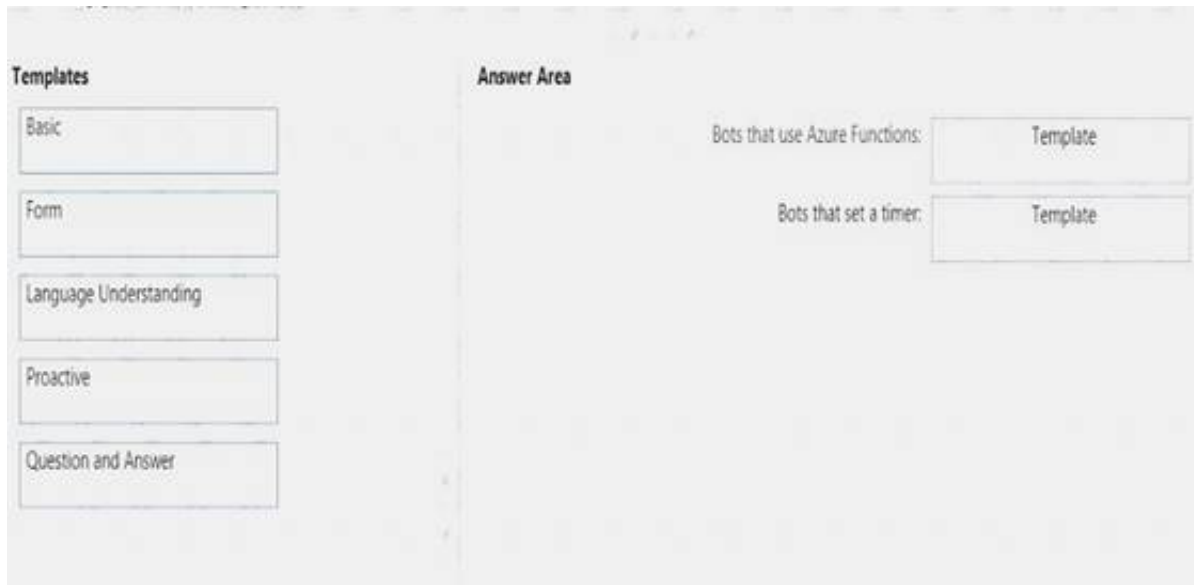 Templates
Answer Area
Basic
Form
Language Understanding
Proactive
Question and Answer
Bots that use Azure Functions:
Template
Bots that set a timer:
Template